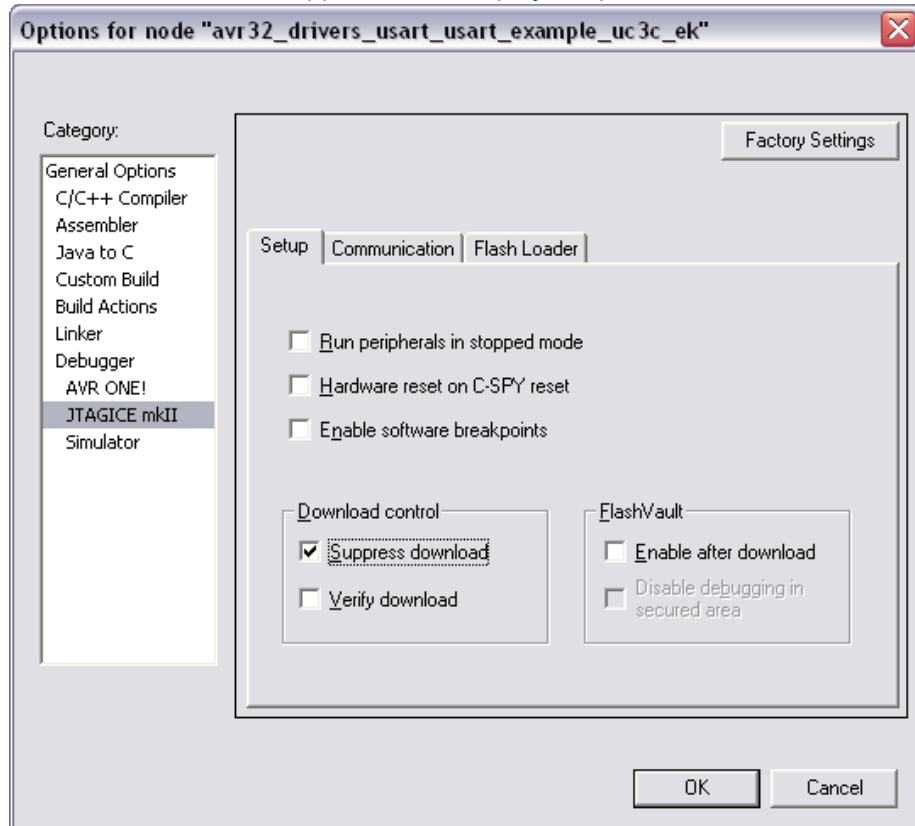 Options for node "avr32_drivers_usart_usart_example_uc3c_ek"
Category:
Factory Settings
General Options
C/C++ Compiler
Assembler
Java to C
Custom Build
Build Actions
Linker
Debugger
AVR ONE!
JTAGICE mkII
Simulator
Setup Communication Flash Loader
Run peripherals in stopped mode
Hardware reset on C-SPY reset
Enable software breakpoints
Download control
Suppress download
Verify download
FlashVault
Enable after download
Disable debugging in
secured area
OK Cancel